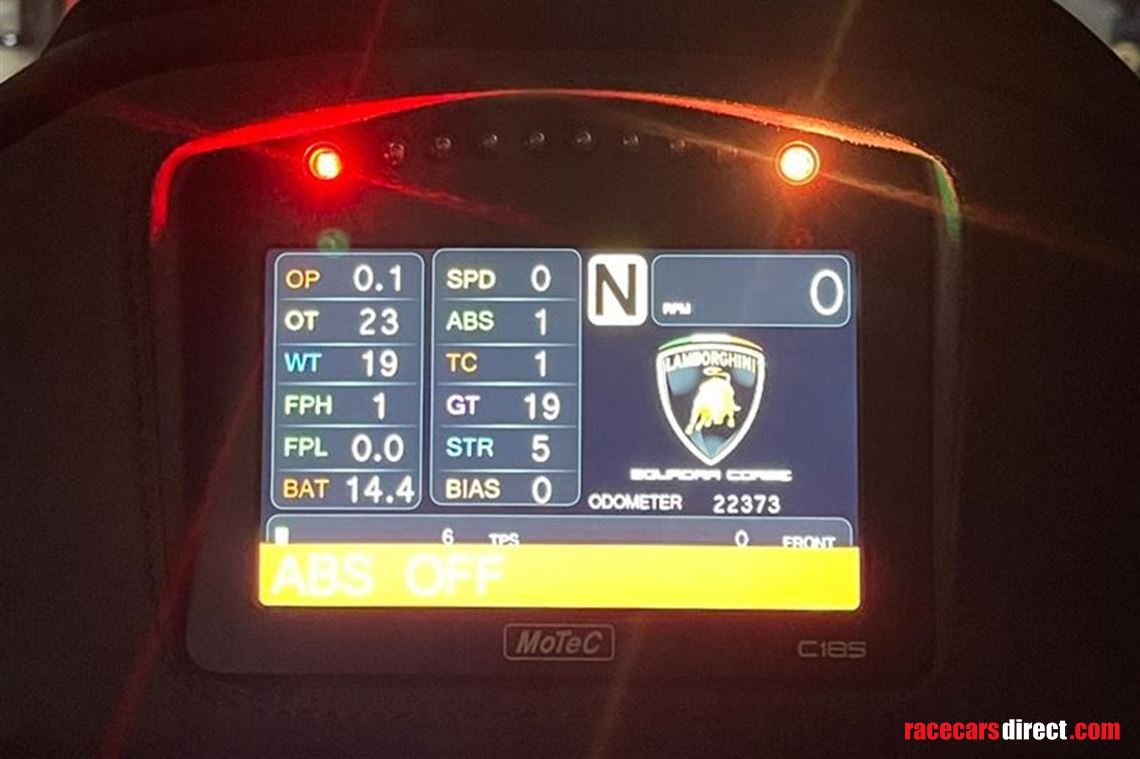 OP 0.1
OT 23
WT 19
FPH 1
FPL 0.0
BAT 14.4
SPD 0
ABS 1
TC 1
GT 19
STR 5
BIAS 0
N
RPM 0
LAMBORGHINI
SQUADRA CORSE
ODOMETER 22373
6 TPS 0 FRONT
ABS OFF
MoTeC
C185
racecarsdirect.com